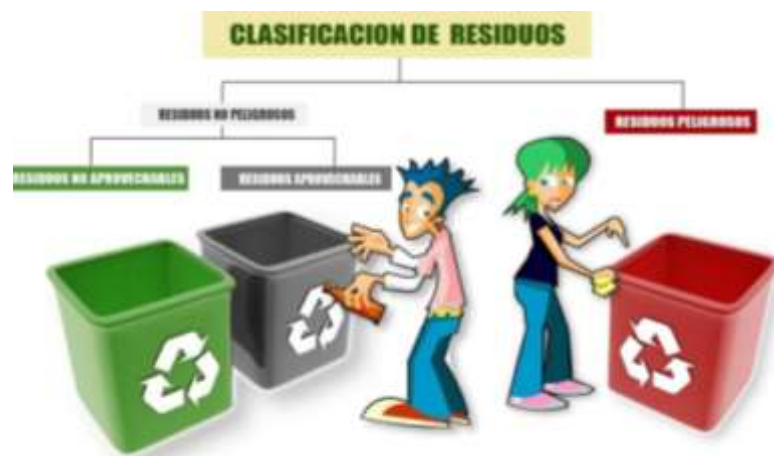 CLASIFICACION DE RESIDUOS
RESIDUOS NO PELIGROSOS
RESIDUOS PELIGROSOS
RESIDUOS NO APROVECHABLES
RESIDUOS APROVECHABLES